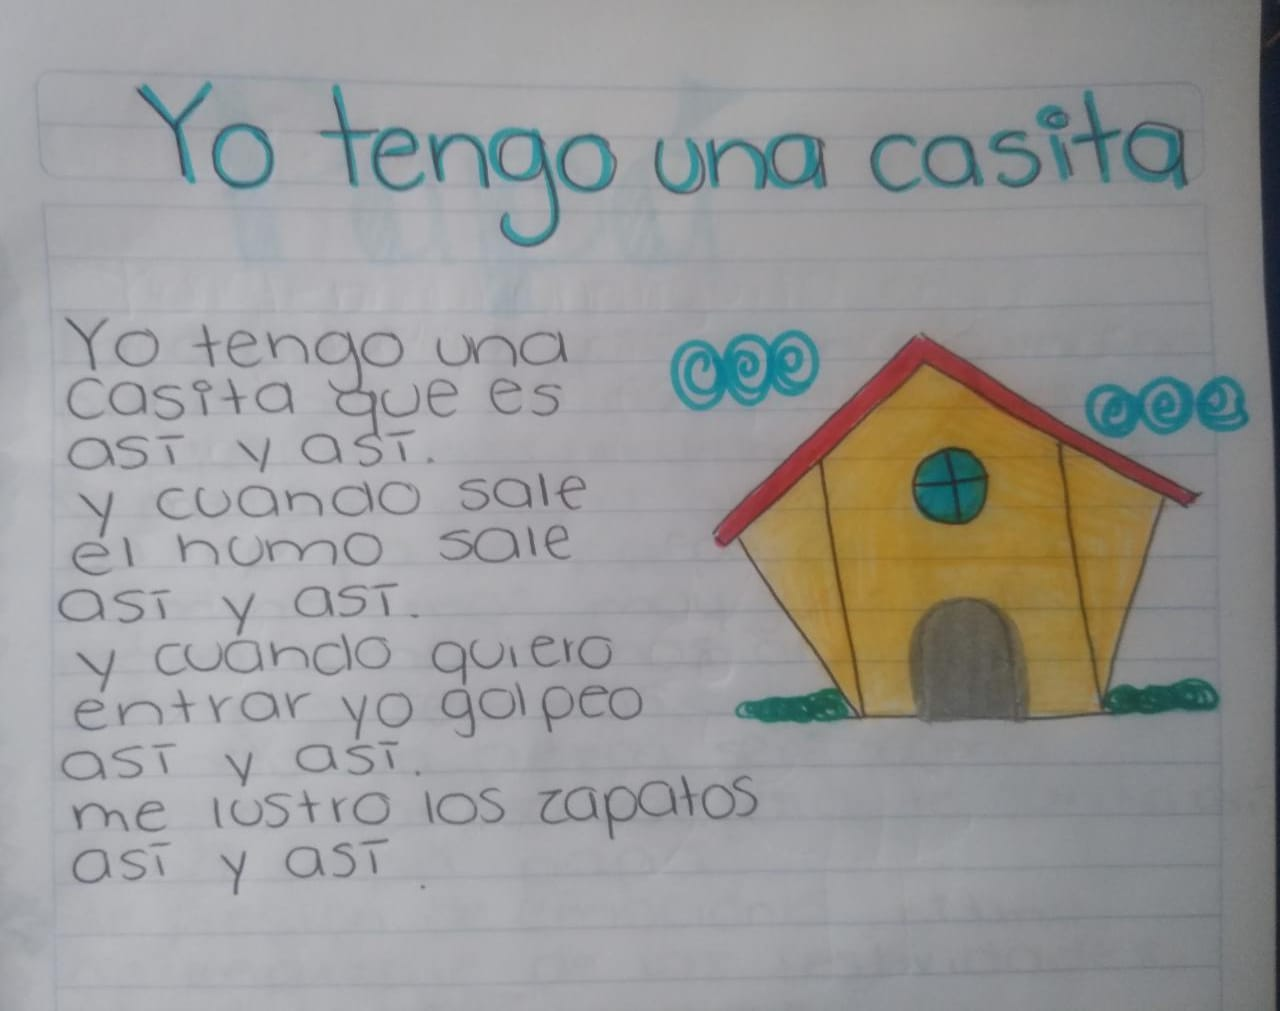 Yo tengo una casita
Yo tengo una
casita que es
así y así.
y cuando sale
el humo sale
así y así.
y cuando quiero
entrar yo golpeo
así y así.
me lustro los zapatos
así y así.